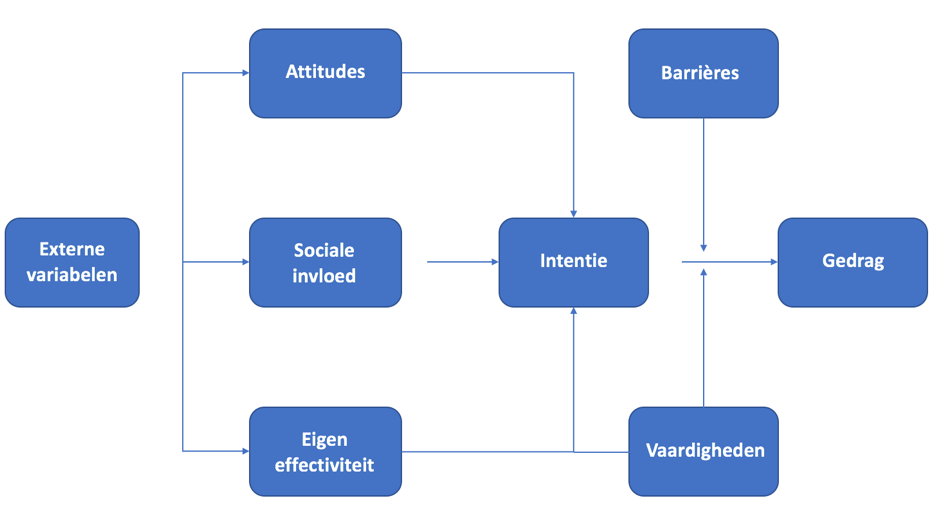 Attitudes
Barrières
Externe
variabelen
Sociale
invloed
Intentie
Gedrag
Eigen
effectiviteit
Vaardigheden